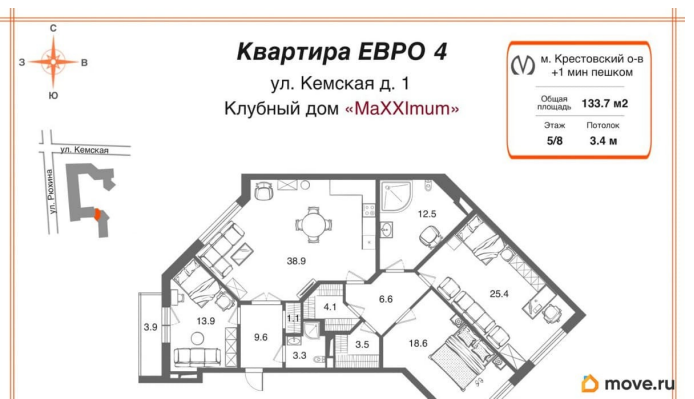 С
З В
Ю
Квартира ЕВРО 4
ул. Кемская д. 1
Клубный дом «MaXXImum»
м. Крестовский о-в
+1 мин пешком
Общая площадь 133.7 м2
Этаж Потолок
5/8 3.4 м
ул. Кемская
ул. Рюхина
38.9
12.5
25.4
6.6
4.1
1.1
13.9
3.9
9.6
3.3
3.5
18.6
move.ru